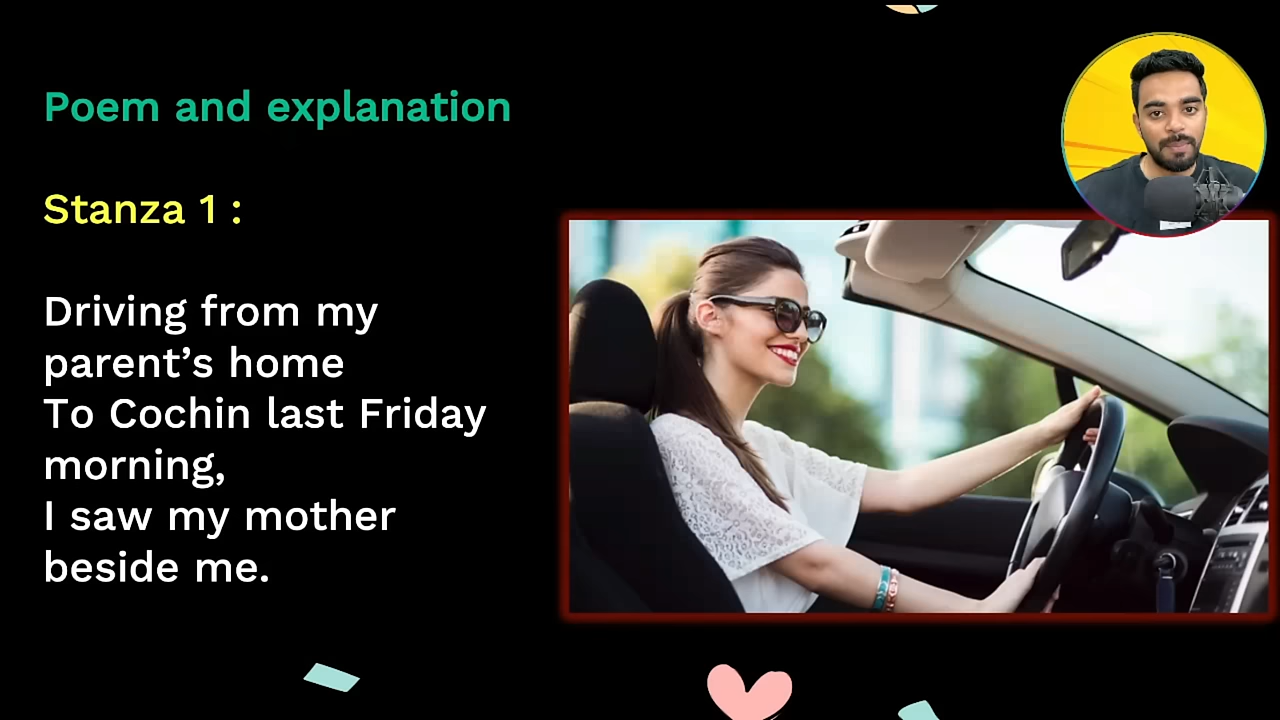 Poem and explanation
Stanza 1 :
Driving from my
parent’s home
To Cochin last Friday
morning,
I saw my mother
beside me.